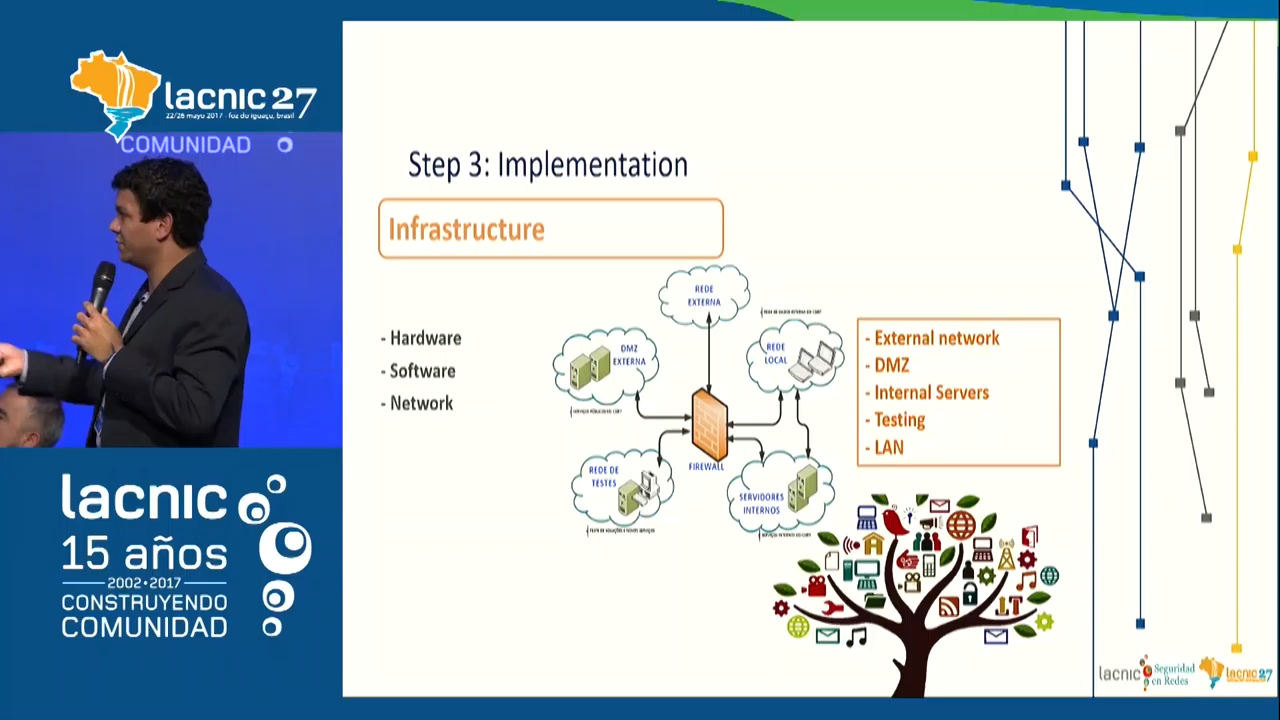 lacnic 27
22/26 mayo 2017 - foz do iguaçu, brasil
COMUNIDAD
lacnic
15 años
2002•2017
CONSTRUYENDO
COMUNIDAD
Step 3: Implementation
Infrastructure
- Hardware
- Software
- Network
REDE
EXTERNA
DMZ
EXTERNA
REDE
LOCAL
FIREWALL
REDE DE
TESTES
SERVIDORES
INTERNOS
- External network
- DMZ
- Internal Servers
- Testing
- LAN
lacnic
Seguridad
en Redes
lacnic 27